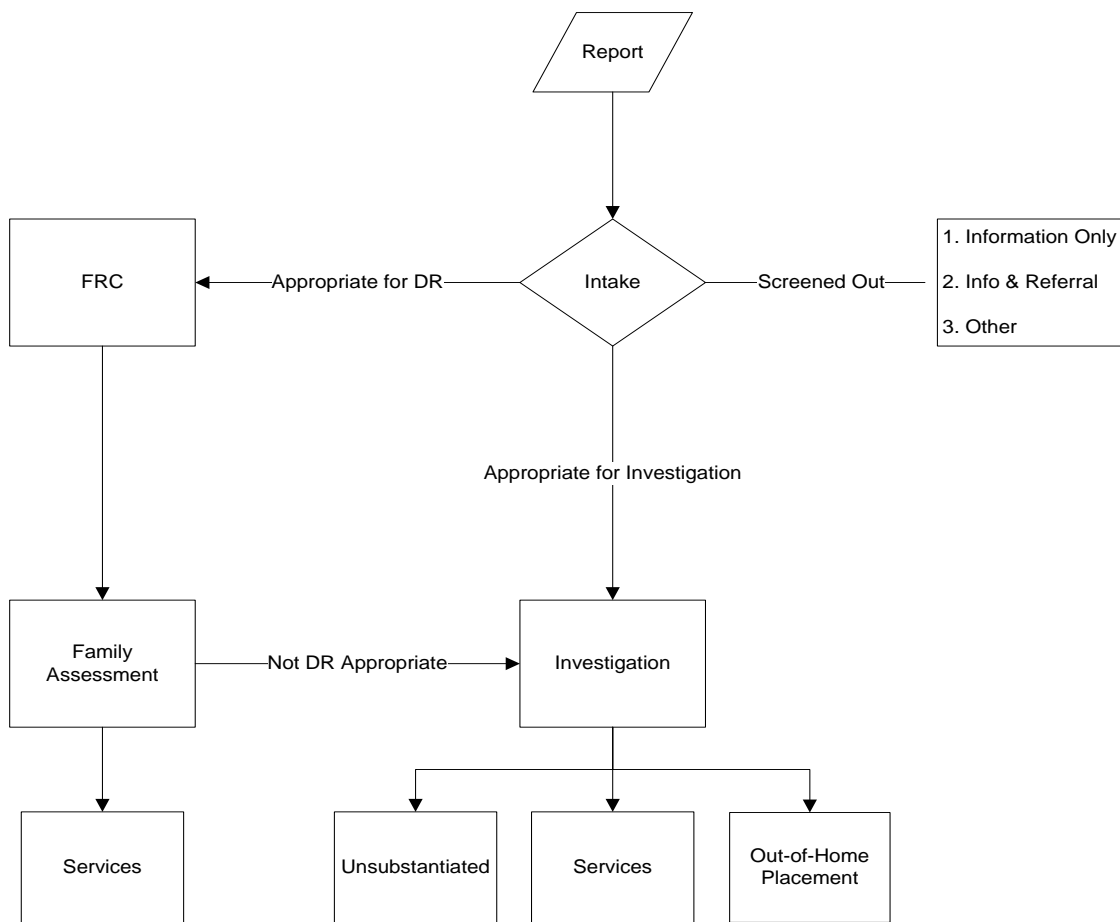 Report
FRC
Appropriate for DR
Intake
Screened Out
1. Information Only
2. Info & Referral
3. Other
Appropriate for Investigation
Family
Assessment
Not DR Appropriate
Investigation
Services
Unsubstantiated
Services
Out-of-Home
Placement